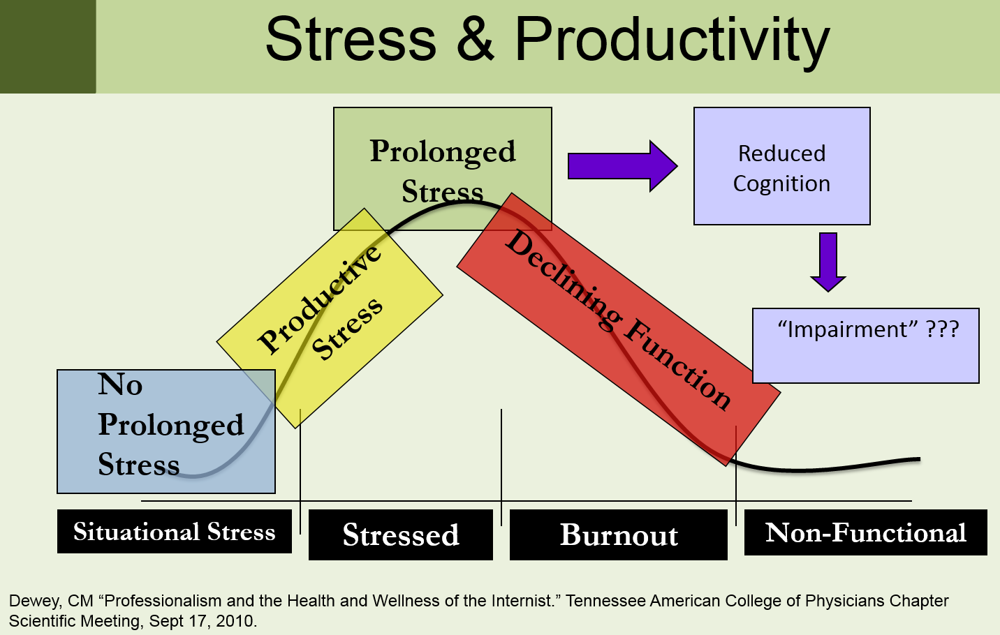 Stress & Productivity
Prolonged
Stress
Reduced
Cognition
Productive
Stress
Declining Function
“Impairment” ???
No
Prolonged
Stress
Situational Stress
Stressed
Burnout
Non-Functional
Dewey, CM “Professionalism and the Health and Wellness of the Internist.” Tennessee American College of Physicians Chapter
Scientific Meeting, Sept 17, 2010.